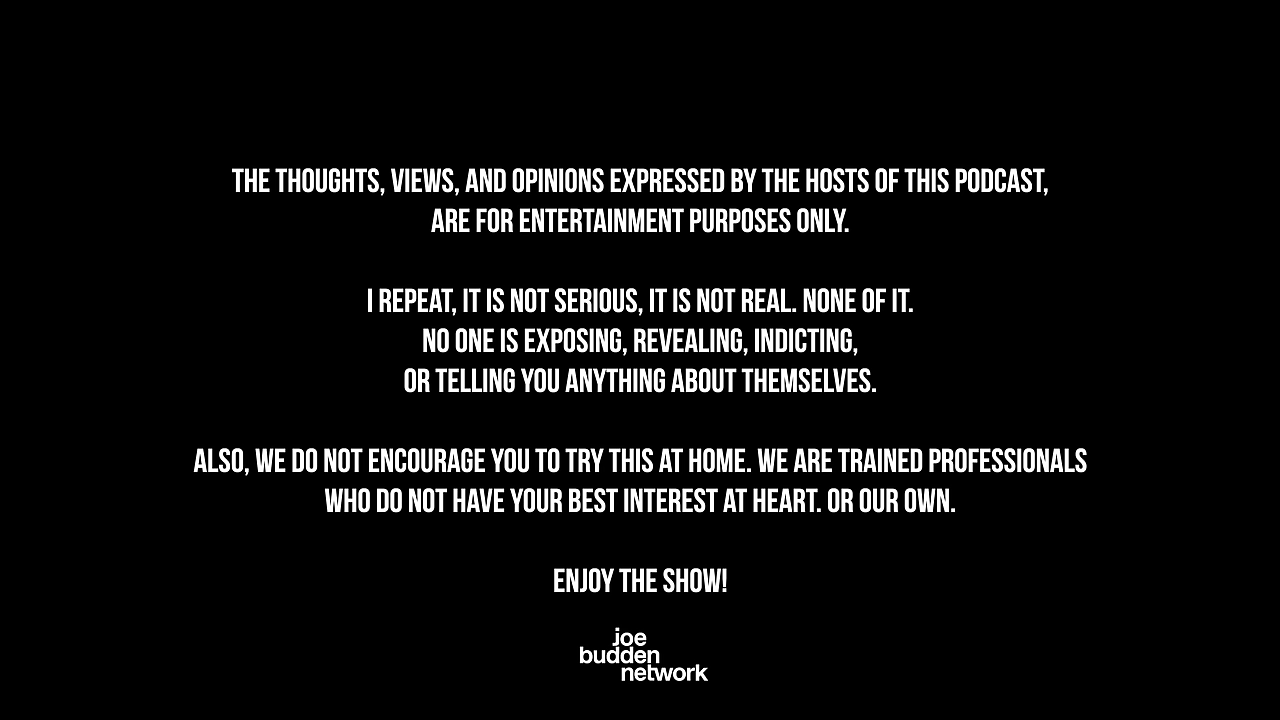 THE THOUGHTS, VIEWS, AND OPINIONS EXPRESSED BY THE HOSTS OF THIS PODCAST,
ARE FOR ENTERTAINMENT PURPOSES ONLY.
I REPEAT, IT IS NOT SERIOUS, IT IS NOT REAL. NONE OF IT.
NO ONE IS EXPOSING, REVEALING, INDICTING,
OR TELLING YOU ANYTHING ABOUT THEMSELVES.
ALSO, WE DO NOT ENCOURAGE YOU TO TRY THIS AT HOME. WE ARE TRAINED PROFESSIONALS
WHO DO NOT HAVE YOUR BEST INTEREST AT HEART. OR OUR OWN.
ENJOY THE SHOW!
joe
budden
network